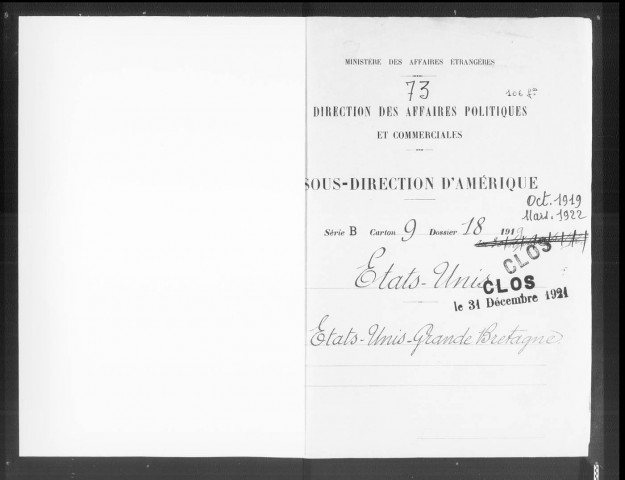 MINISTÈRE DES AFFAIRES ÉTRANGÈRES
73
106 fos
DIRECTION DES AFFAIRES POLITIQUES
ET COMMERCIALES
SOUS-DIRECTION D'AMÉRIQUE
Oct. 1919
Mars. 1922
Série B Carton 9 Dossier 18 1919
CLOS
Etats-Unis
CLOS
le 31 Décembre 1921
Etats-Unis-Grande Bretagne